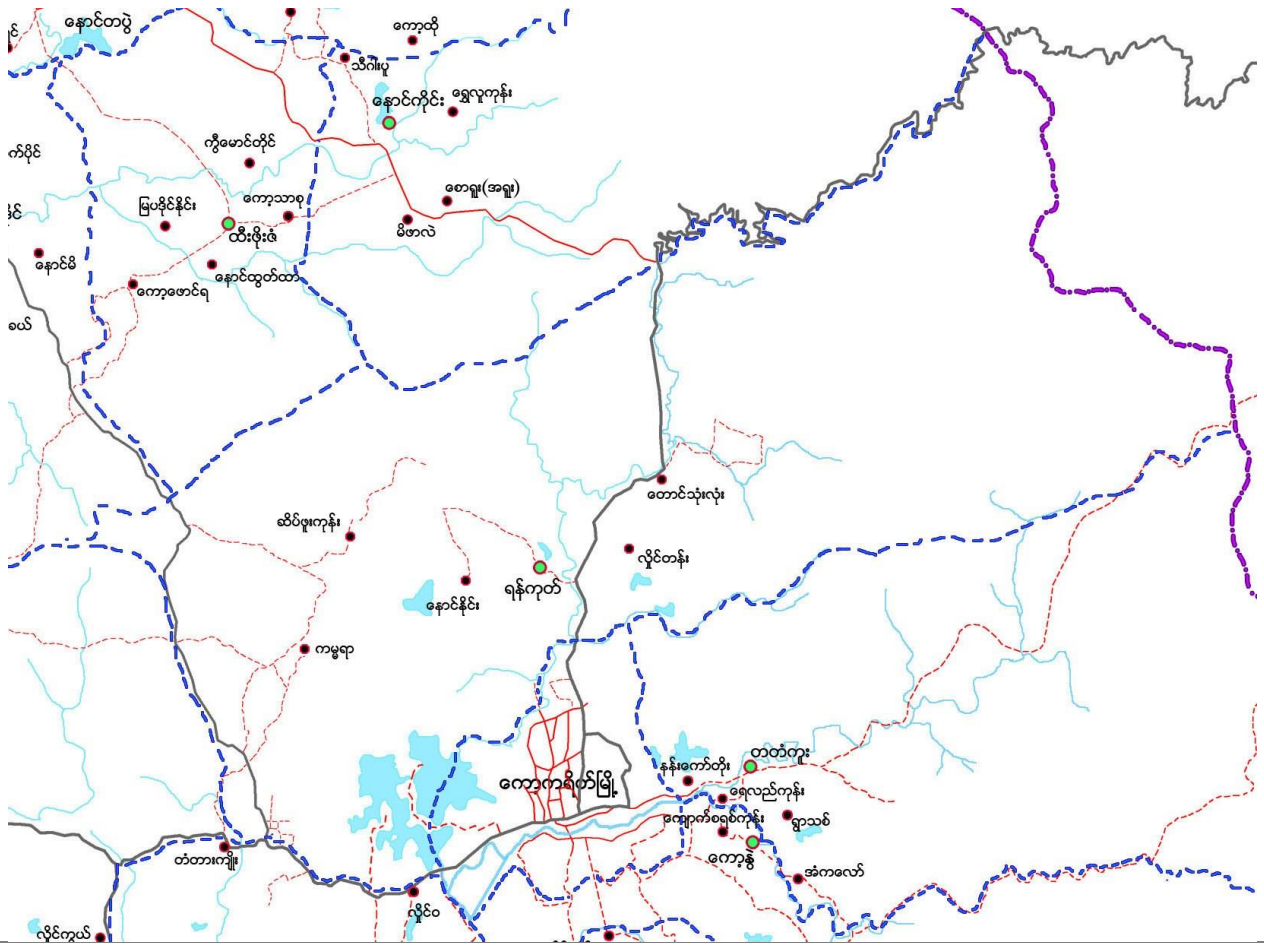 နောင်တပွဲ
ကော့ထို
သီဂါးပူ
နောင်ကိုင်း
ရွှေလူကုန်း
ကွီမောင်တိုင်
စောရူး(အရူး)
ကော့သာစု
မြပဒိုင်နိုင်း
မိဖာလဲ
ထီးဖိုးဇံ
နောင်မိ
နောင်ထွတ်ထာ
ကော့ဖောင်ရ
တောင်သုံးလုံး
ဆိပ်ဖူးကုန်း
လှိုင်တန်း
ရန်ကုတ်
နောင်နိုင်း
ကမ္မရာ
တတံကူး
နန်းကော်တိုး
ကော့ကရိတ်မြို့
ရေလည်ကုန်း
ကျောက်စရစ်ကုန်း
ရွာသစ်
ကော့နွဲ
တံတားကျိုး
အံကလော်
လှိုင်ဝ
လှိုင်ကွယ်